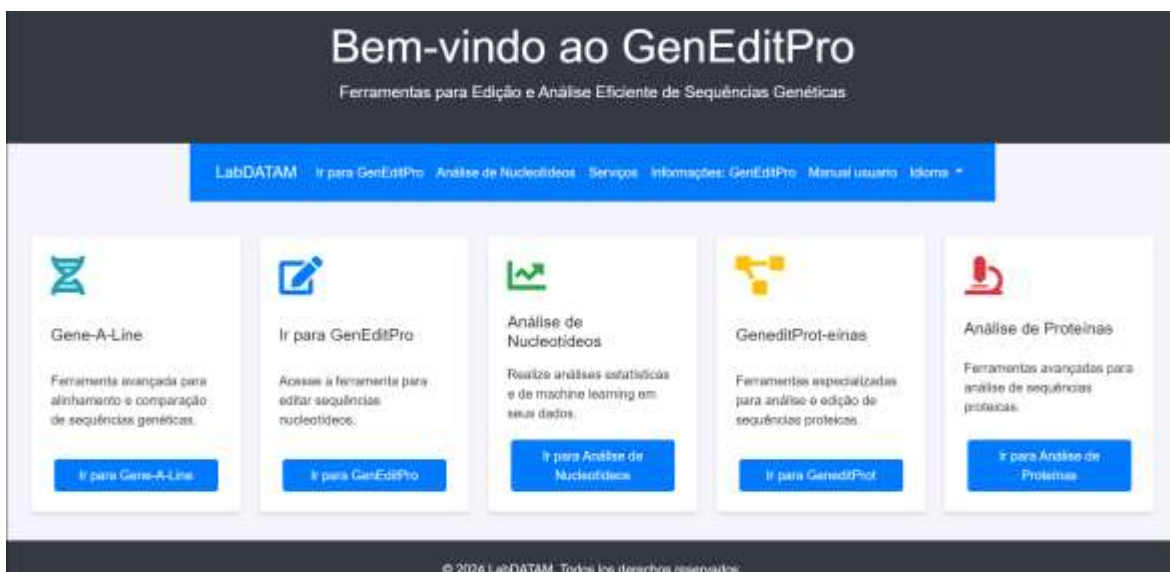 Bem-vindo ao GenEditPro
Ferramentas para Edição e Análise Eficiente de Sequências Genéticas
LabDATAM Ir para GenEditPro Análise de Nucleotídeos Serviços Informações: GenEditPro Manual usuario Idioma
Gene-A-Line
Ferramenta avançada para
alinhamento e comparação
de sequências genéticas.
Ir para Gene-A-Line
Ir para GenEditPro
Acesse a ferramenta para
editar sequências
nucleotídeos.
Ir para GenEditPro
Análise de
Nucleotídeos
Realize análises estatísticas
e de machine learning em
seus dados.
Ir para Análise de
Nucleotídeos
GeneditProt-einas
Ferramentas especializadas
para análise e edição de
sequências proteicas.
Ir para GeneditProt
Análise de Proteínas
Ferramentas avançadas para
análise de sequências
proteicas.
Ir para Análise de
Proteínas
© 2024 LabDATAM. Todos los derechos reservados.